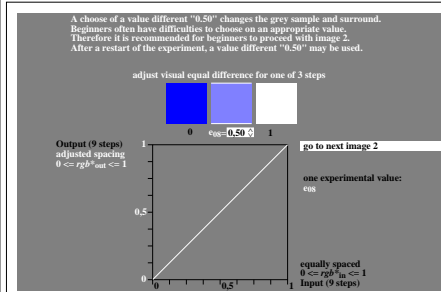 A choose of a value different "0.50" changes the grey sample and surround.
Beginners often have difficulties to choose on an appropriate value.
Therefore it is recommended for beginners to proceed with image 2.
After a restart of the experiment, a value different "0.50" may be used.
adjust visual equal difference for one of 3 steps
0 e0s= 0,50 1
Output (9 steps)
adjusted spacing
0 <= rgb*out <= 1
1
go to next image 2
one experimental value:
e0s
0,5
equally spaced
0 <= rgb*in <= 1
Input (9 steps)
0
0 0,5 1